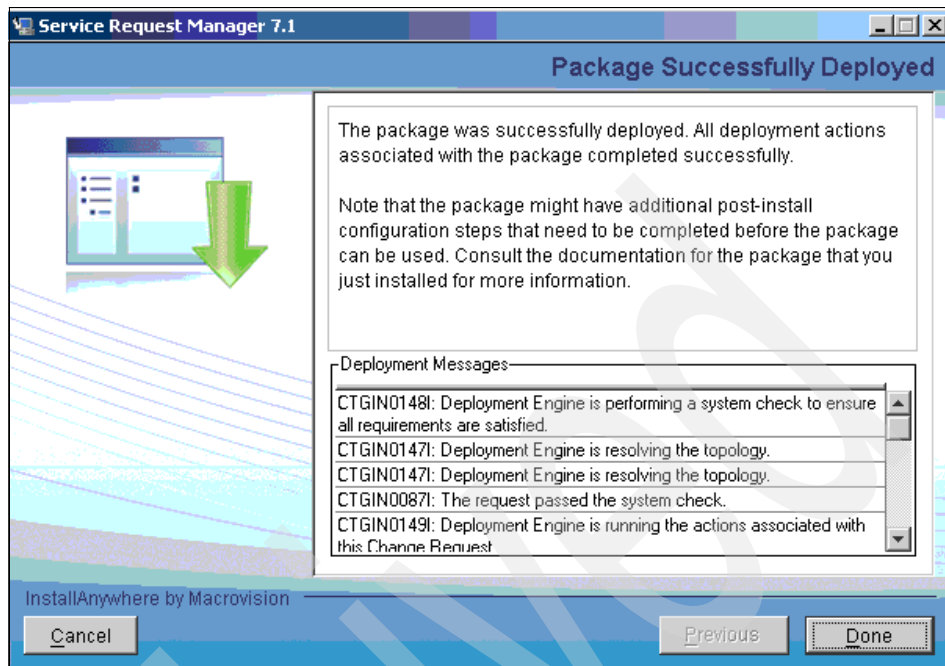 Service Request Manager 7.1
Package Successfully Deployed
The package was successfully deployed. All deployment actions
associated with the package completed successfully.
Note that the package might have additional post-install
configuration steps that need to be completed before the package
can be used. Consult the documentation for the package that you
just installed for more information.
Deployment Messages
CTGIN0148I: Deployment Engine is performing a system check to ensure
all requirements are satisfied.
CTGIN0147I: Deployment Engine is resolving the topology.
CTGIN0147I: Deployment Engine is resolving the topology.
CTGIN0087I: The request passed the system check.
CTGIN0149I: Deployment Engine is running the actions associated with
this Change Request
InstallAnywhere by Macrovision
Cancel
Previous
Done